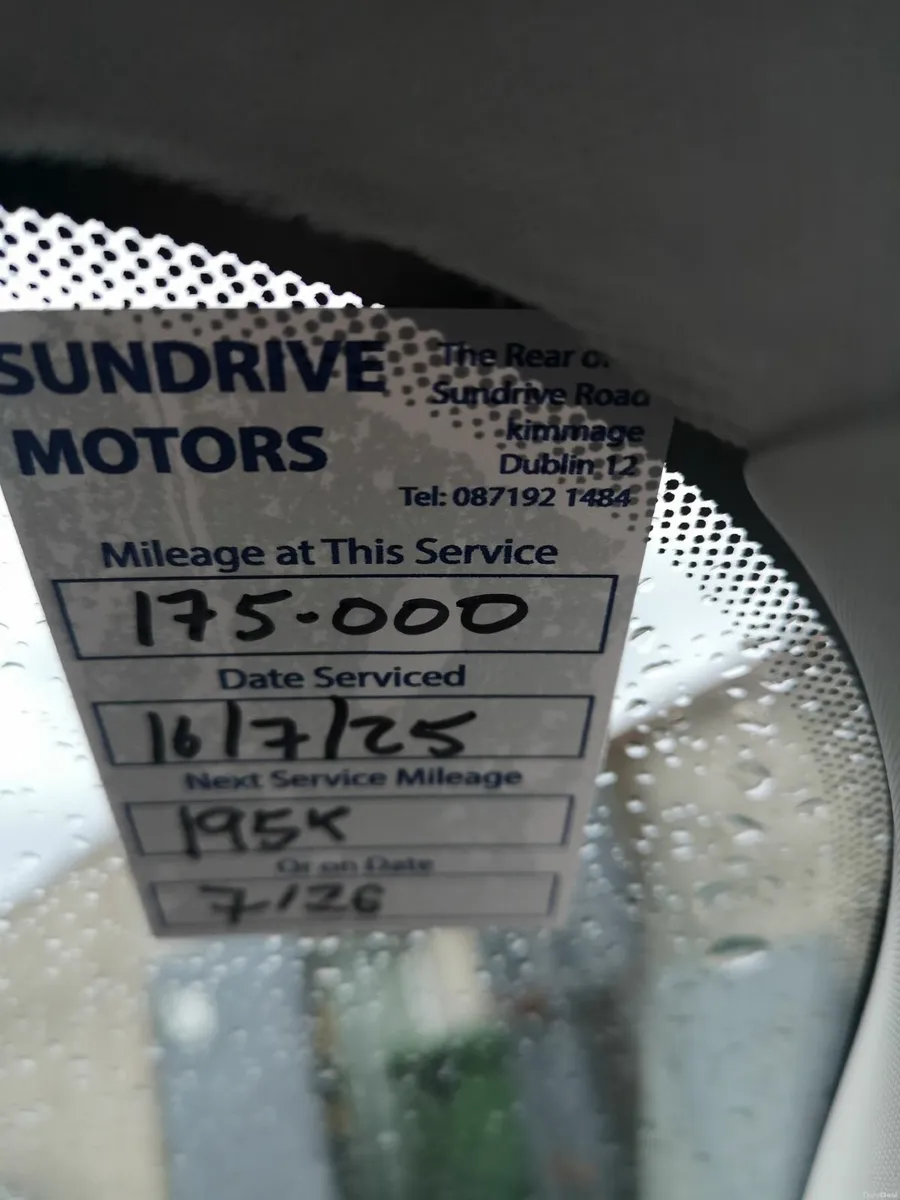 SUNDRIVE
MOTORS
The Rear
Sundrive Road
kimmage
Dublin 12
Tel: 087192 1484
Mileage at This Service
175-000
Date Serviced
16/7/25
Next Service Mileage
195K
Or on Date
7/26